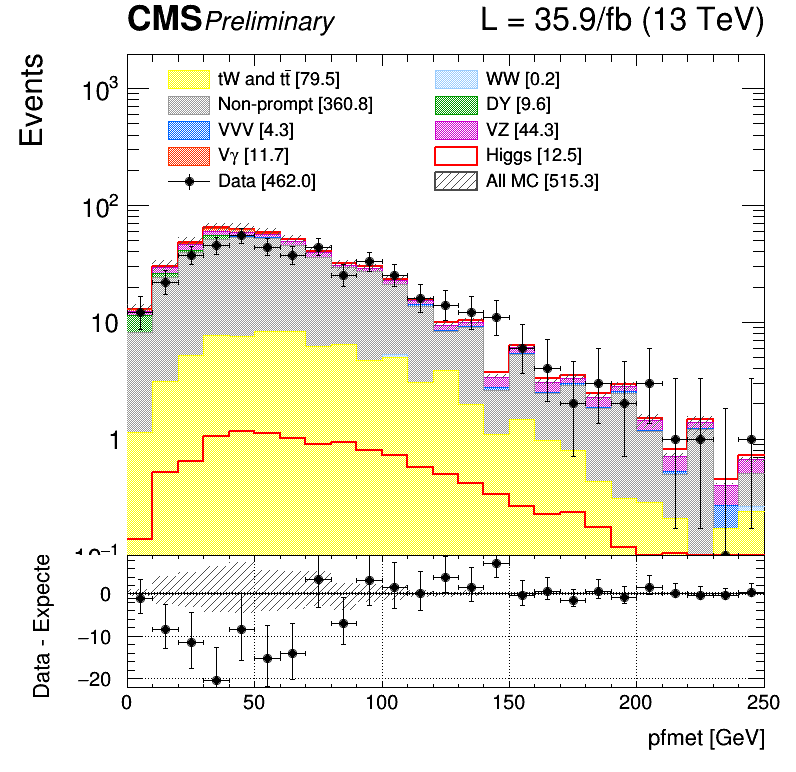 CMS Preliminary L = 35.9/fb (13 TeV)
Events
tW and tt̄ [79.5] WW [0.2]
Non-prompt [360.8] DY [9.6]
VVV [4.3] VZ [44.3]
Vγ [11.7] Higgs [12.5]
Data [462.0] All MC [515.3]
10³
10²
10
1
10⁻¹
Data - Expecte
0
−10
−20
0 50 100 150 200 250
pfmet [GeV]